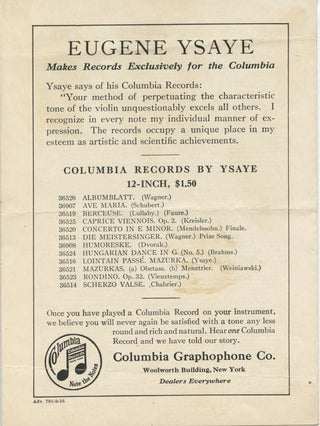 EUGENE YSAYE
Makes Records Exclusively for the Columbia
Ysaye says of his Columbia Records:
"Your method of perpetuating the characteristic
tone of the violin unquestionably excels all others. I
recognize in every note my individual manner of ex-
pression. The records occupy a unique place in my
esteem as artistic and scientific achievements.
COLUMBIA RECORDS BY YSAYE
12-INCH, $1.50
36519 ALBUMBLATT. (Wagner.)
36907 AVE MARIA. (Schubert.)
36519 BERCEUSE. (Lullaby.) (Faure.)
36525 CAPRICE VIENNOIS. Op. 2. (Kreisler.)
36520 CONCERTO IN E MINOR. (Mendelssohn.) Finale.
36513 DIE MEISTERSINGER. (Wagner.) Prize Song.
36908 HUMORESKE. (Dvorak.)
36524 HUNGARIAN DANCE IN G (No. 5.) (Brahms.)
36516 LOINTAIN PASSÉ. MAZURKA. (Ysaye.)
36521 MAZURKAS. (a) Obetass. (b) Menetrier. (Weiniawski.)
36523 RONDINO. Op. 32. (Vieuxtemps.)
36514 SCHERZO VALSE. (Chabrier.)
Once you have played a Columbia Record on your instrument,
we believe you will never again be satisfied with a tone any less
round and rich and natural. Hear one Columbia
Record and we have told our story.
Columbia
Note the Notes
Columbia Graphophone Co.
Woolworth Building, New York
Dealers Everywhere
Adv. 791-9-16